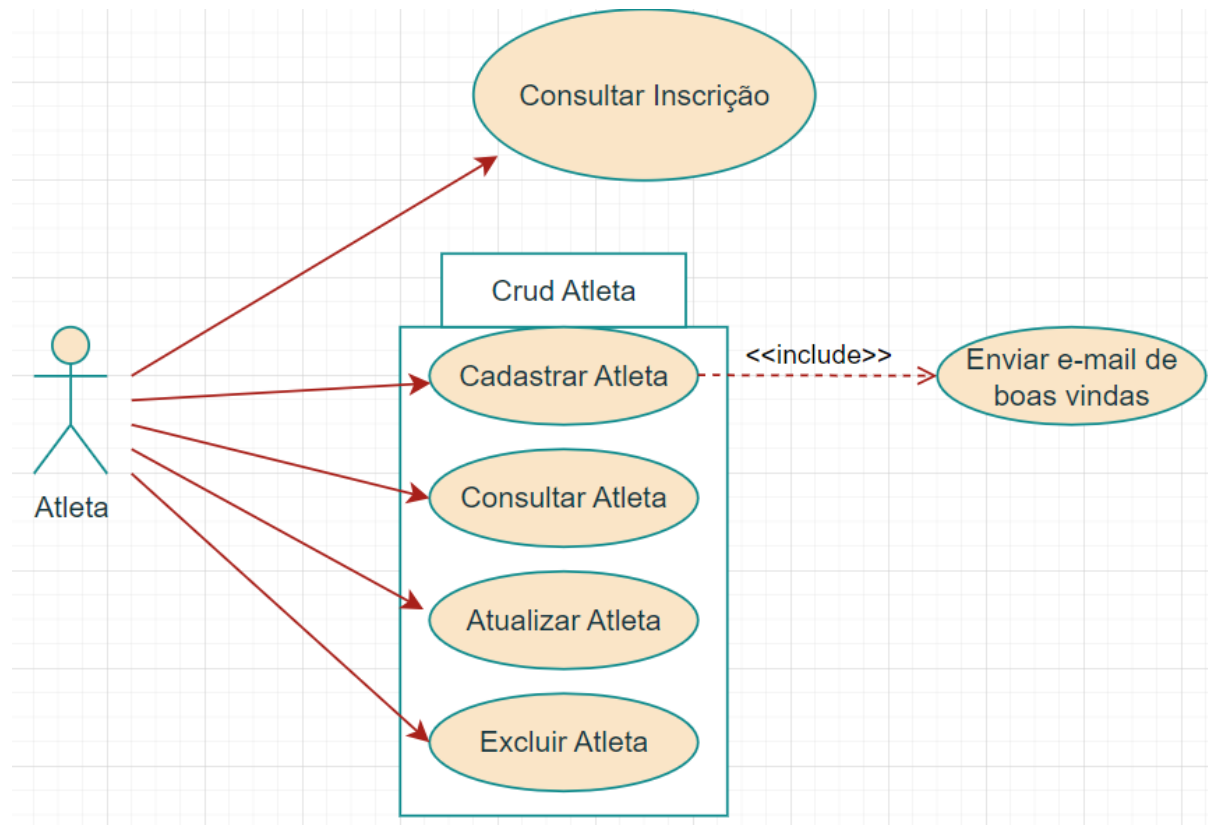 Consultar Inscrição
Crud Atleta
Cadastrar Atleta
<<include>>
Enviar e-mail de
boas vindas
Consultar Atleta
Atleta
Atualizar Atleta
Excluir Atleta